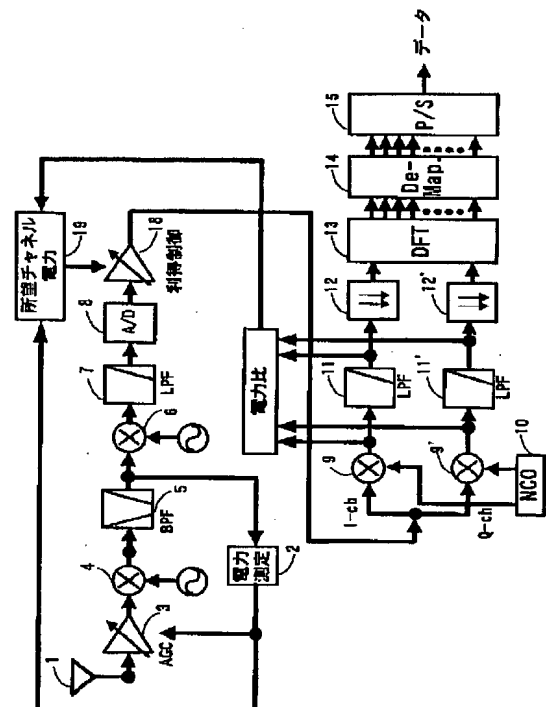 1
3
AGC
4
5
BPF
6
7
LPF
8
A/D
18
利得制御
19
所望チャネル
電力
2
電力
測定
電力比
I-ch
Q-ch
9
9'
10
NCO
11
LPF
11'
LPF
12
12'
13
DFT
14
De-
Map.
15
P/S
データ